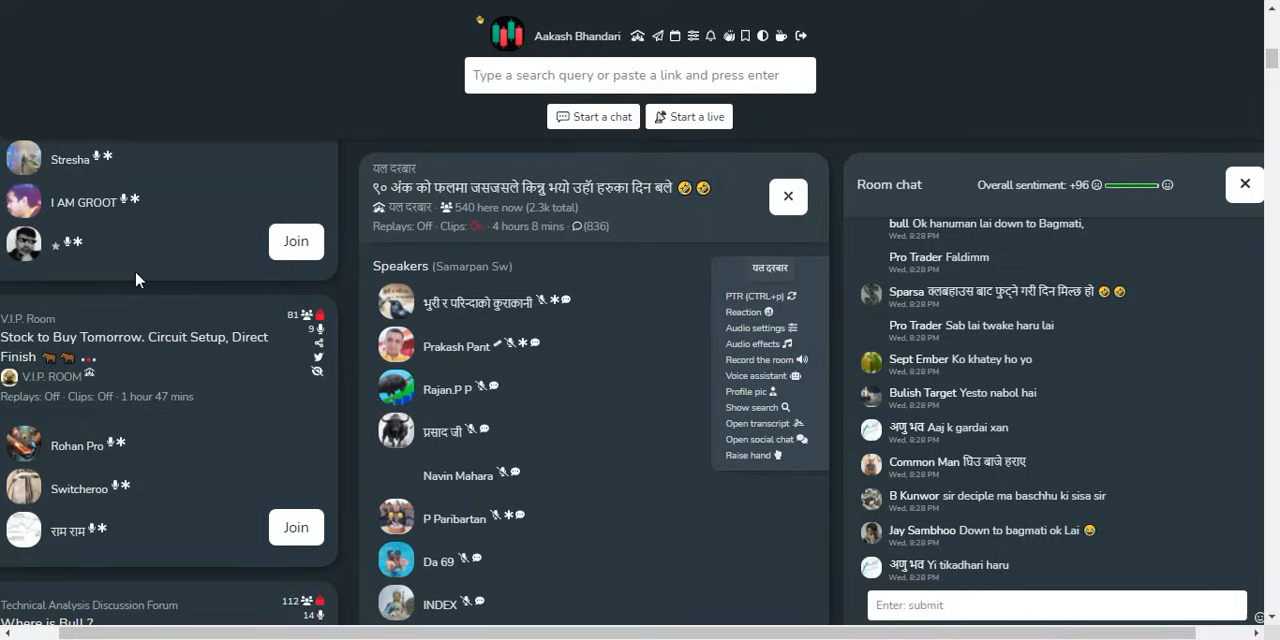 Aakash Bhandari
Type a search query or paste a link and press enter
Start a chat
Start a live
Stresha
I AM GROOT
Join
V.I.P. Room
81
9
Stock to Buy Tomorrow. Circuit Setup, Direct
Finish
V.I.P. ROOM
Replays: Off · Clips: Off · 1 hour 47 mins
Rohan Pro
Switcheroo
राम राम
Join
Technical Analysis Discussion Forum
112
14
Where is Bull ?
यल दरबार
९० अंक को फलमा जसजसले किन्नु भयो उहाँ हरुका दिन बले 🤣 🤣
यल दरबार · 540 here now (2.3k total)
Replays: Off · Clips: On · 4 hours 8 mins · (836)
Speakers (Samarpan Sw)
भुरी र परिन्दाको कुराकानी
Prakash Pant
Rajan.P P
प्रसाद जी
Navin Mahara
P Paribartan
Da 69
INDEX
यल दरबार
PTR (CTRL+p)
Reaction
Audio settings
Audio effects
Record the room
Voice assistant
Profile pic
Show search
Open transcript
Open social chat
Raise hand
Room chat
Overall sentiment: +96
bull Ok hanuman lai down to Bagmati,
Wed, 8:28 PM
Pro Trader Faldimm
Wed, 8:28 PM
Sparsa क्लबहाउस बाट फुट्ने गरी दिन मिल्छ हो 🤣 🤣
Wed, 8:28 PM
Pro Trader Sab lai twake haru lai
Wed, 8:28 PM
Sept Ember Ko khatey ho yo
Wed, 8:28 PM
Bulish Target Yesto nabol hai
Wed, 8:28 PM
अणु भव Aaj k gardai xan
Wed, 8:28 PM
Common Man घिउ बाजे हराए
Wed, 8:28 PM
B Kunwor sir deciple ma baschhu ki sisa sir
Wed, 8:28 PM
Jay Sambhoo Down to bagmati ok Lai 😂
Wed, 8:28 PM
अणु भव Yi tikadhari haru
Wed, 8:28 PM
Enter: submit